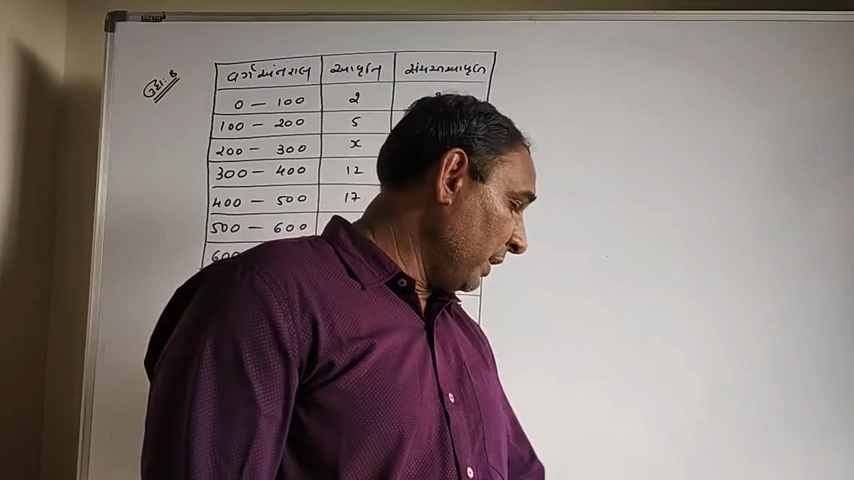 ઉદા. 8
વર્ગ અંતરાલ આવૃત્તિ સંચયી આવૃત્તિ
0 – 100 2
100 – 200 5
200 – 300 x
300 – 400 12
400 – 500 17
500 – 600